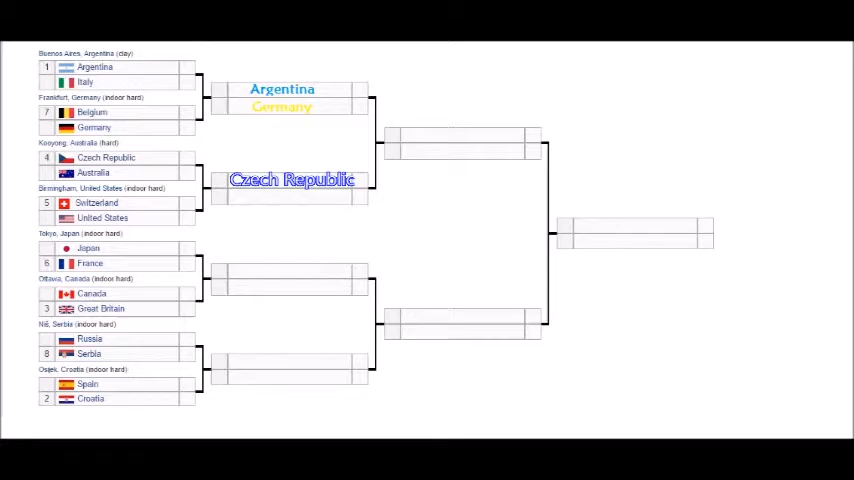 Buenos Aires, Argentina (clay)
1 Argentina
Italy
Frankfurt, Germany (indoor hard)
7 Belgium
Germany
Kooyong, Australia (hard)
4 Czech Republic
Australia
Birmingham, United States (indoor hard)
5 Switzerland
United States
Tokyo, Japan (indoor hard)
Japan
6 France
Ottawa, Canada (indoor hard)
Canada
3 Great Britain
Niš, Serbia (indoor hard)
Russia
8 Serbia
Osijek, Croatia (indoor hard)
Spain
2 Croatia
Argentina
Germany
Czech Republic